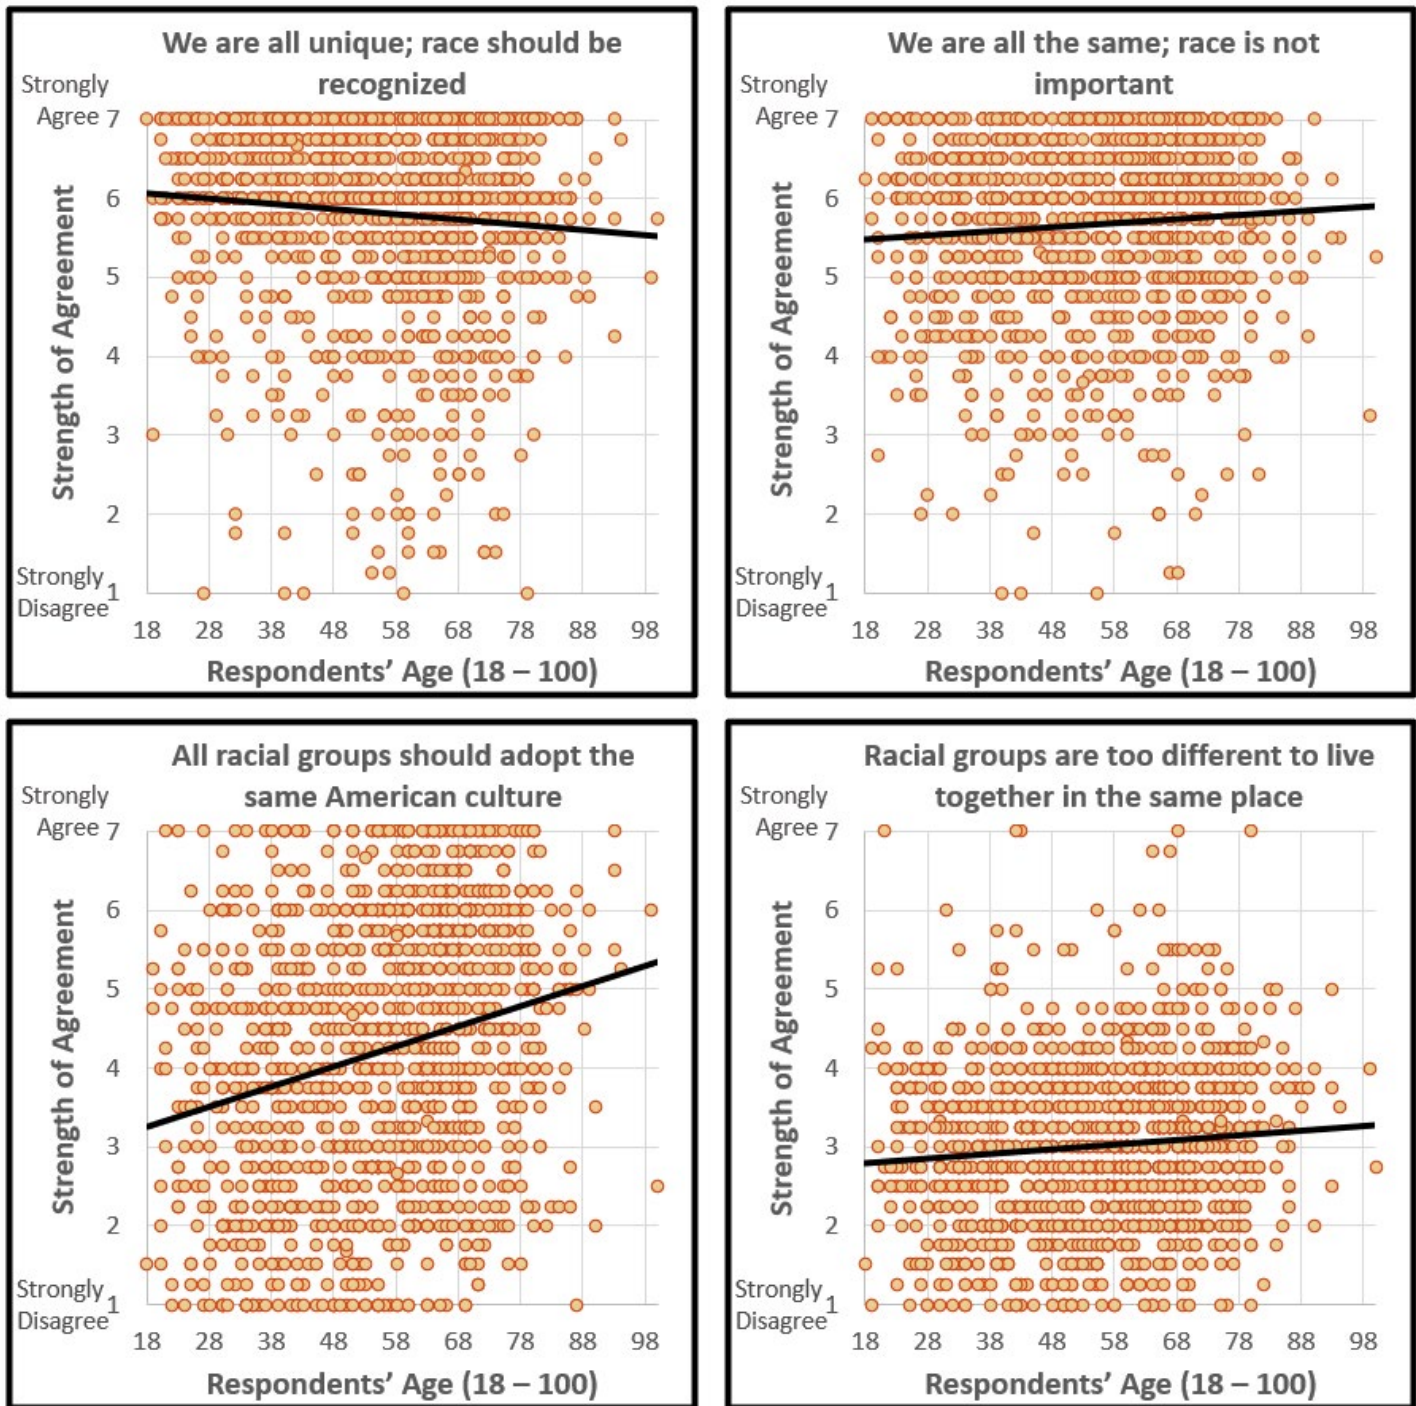 We are all unique; race should be
recognized
Strongly
Agree
7
6
5
4
3
2
Strongly
Disagree
1
Strength of Agreement
18 28 38 48 58 68 78 88 98
Respondents' Age (18 – 100)
We are all the same; race is not
important
Strongly
Agree
7
6
5
4
3
2
Strongly
Disagree
1
Strength of Agreement
18 28 38 48 58 68 78 88 98
Respondents' Age (18 – 100)
All racial groups should adopt the
same American culture
Strongly
Agree
7
6
5
4
3
2
Strongly
Disagree
1
Strength of Agreement
18 28 38 48 58 68 78 88 98
Respondents' Age (18 – 100)
Racial groups are too different to live
together in the same place
Strongly
Agree
7
6
5
4
3
2
Strongly
Disagree
1
Strength of Agreement
18 28 38 48 58 68 78 88 98
Respondents' Age (18 – 100)